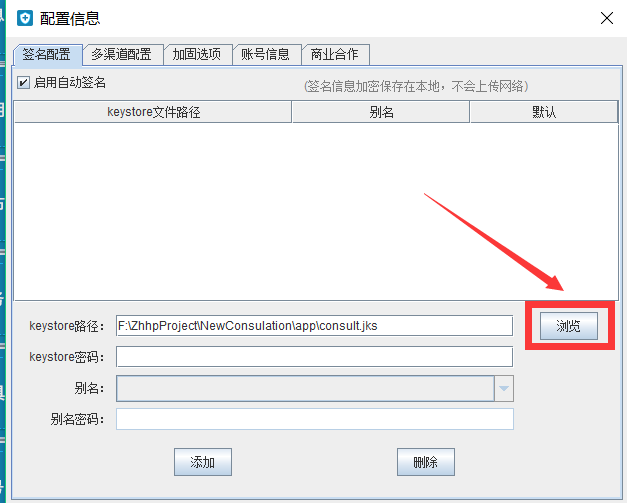 配置信息
签名配置 多渠道配置 加固选项 账号信息 商业合作
启用自动签名 (签名信息加密保存在本地，不会上传网络)
keystore文件路径 别名 默认
keystore路径： F:\ZhhpProject\NewConsulation\app\consult.jks 浏览
keystore密码：
别名：
别名密码：
添加 删除